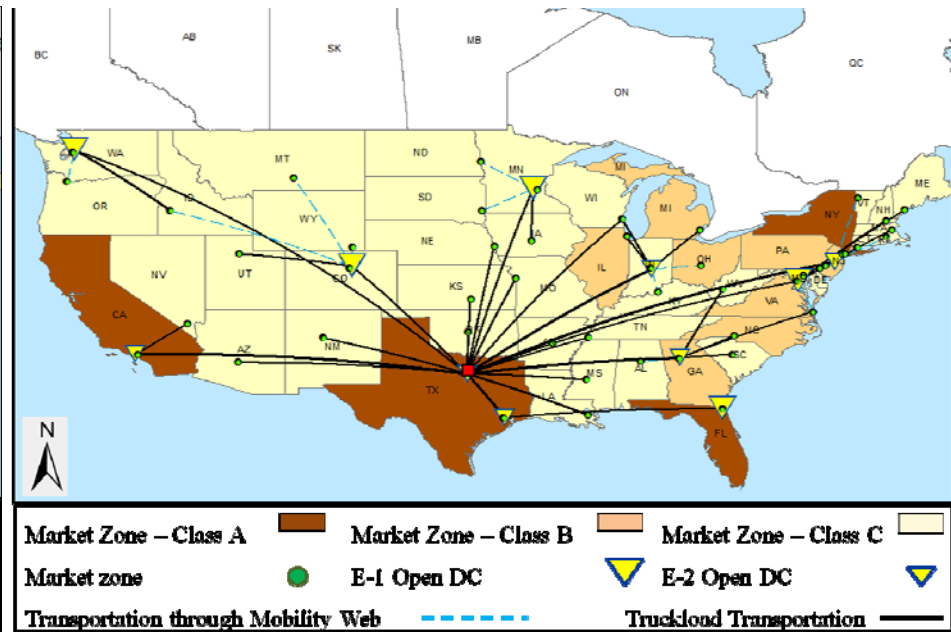 AB
SK
MB
BC
QC
ON
WA
MT
ND
MN
ME
MI
VT
OR
ID
SD
WI
NH
NY
WY
MI
IA
NE
PA
NV
UT
CO
IL
OH
DE
KS
MO
KY
WV
VA
CA
AZ
NM
TN
NC
SC
MS
AL
GA
TX
LA
FL
N
Market Zone – Class A Market Zone – Class B Market Zone – Class C
Market zone E-1 Open DC E-2 Open DC
Transportation through Mobility Web Truckload Transportation